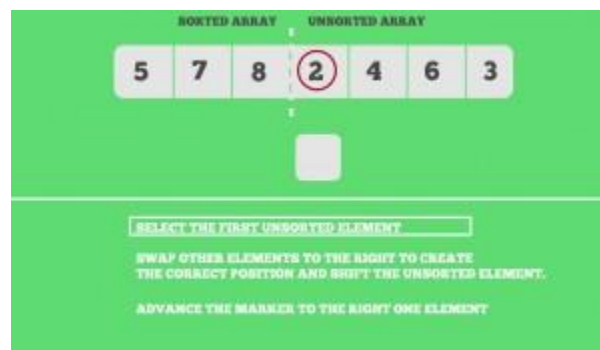 SORTED ARRAY UNSORTED ARRAY
5 7 8 2 4 6 3
SELECT THE FIRST UNSORTED ELEMENT
SWAP OTHER ELEMENTS TO THE RIGHT TO CREATE
THE CORRECT POSITION AND SHIFT THE UNSORTED ELEMENT.
ADVANCE THE MARKER TO THE RIGHT ONE ELEMENT